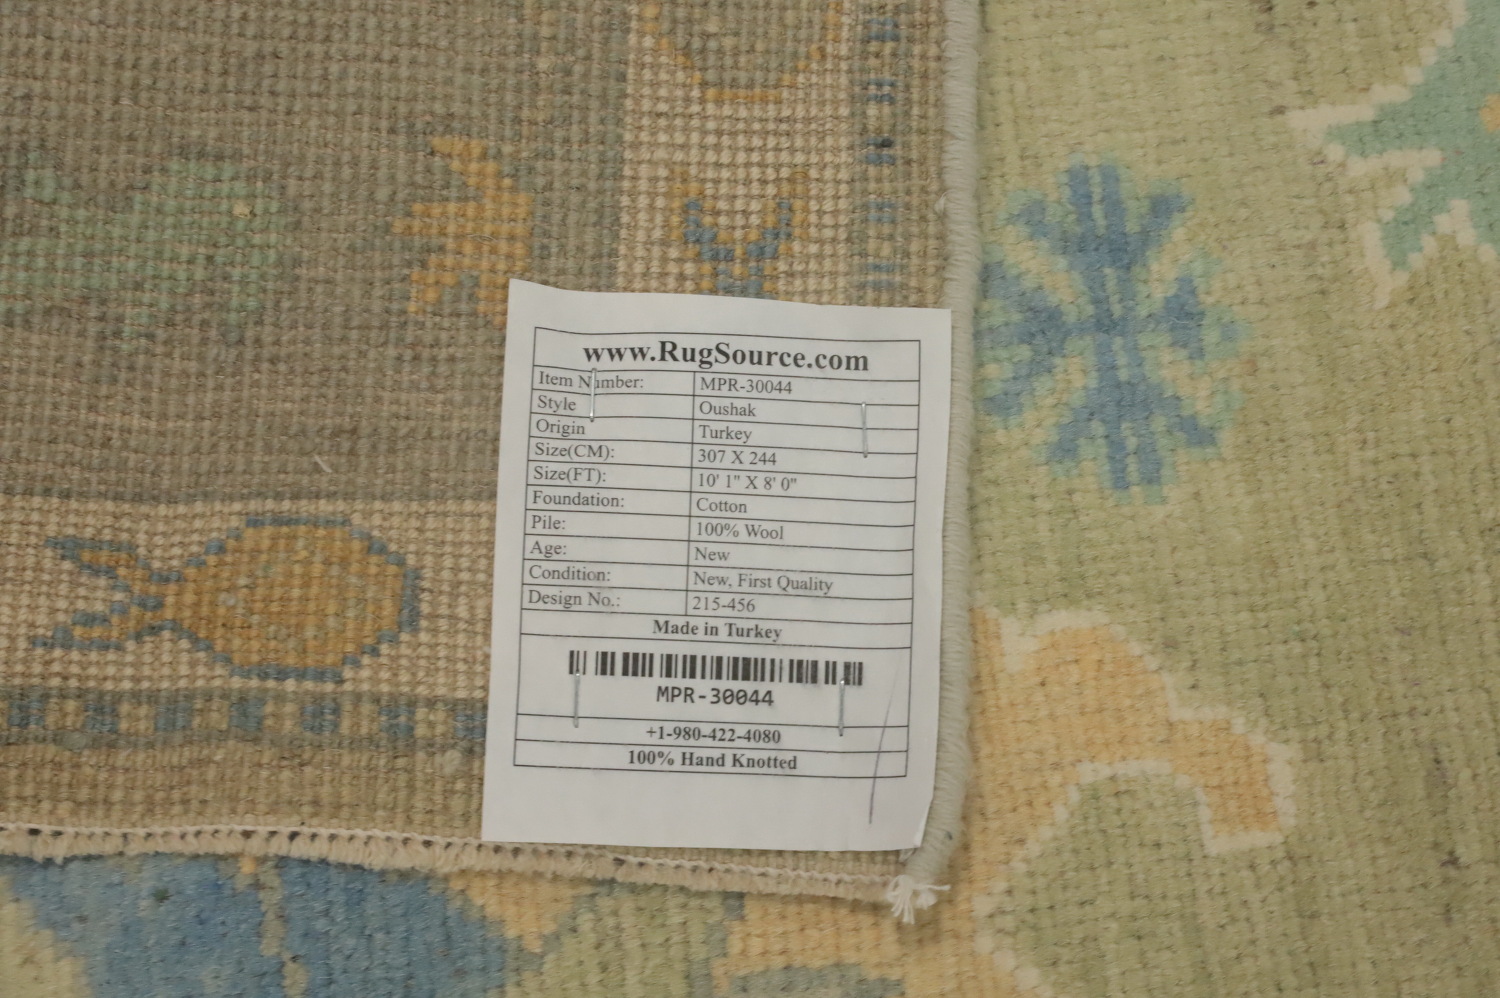 www.RugSource.com
Item Number: MPR-30044
Style Oushak
Origin Turkey
Size(CM): 307 X 244
Size(FT): 10' 1" X 8' 0"
Foundation: Cotton
Pile: 100% Wool
Age: New
Condition: New, First Quality
Design No.: 215-456
Made in Turkey
MPR-30044
+1-980-422-4080
100% Hand Knotted